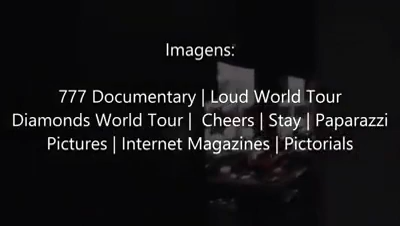 Imagens:
777 Documentary | Loud World Tour
Diamonds World Tour | Cheers | Stay | Paparazzi
Pictures | Internet Magazines | Pictorials